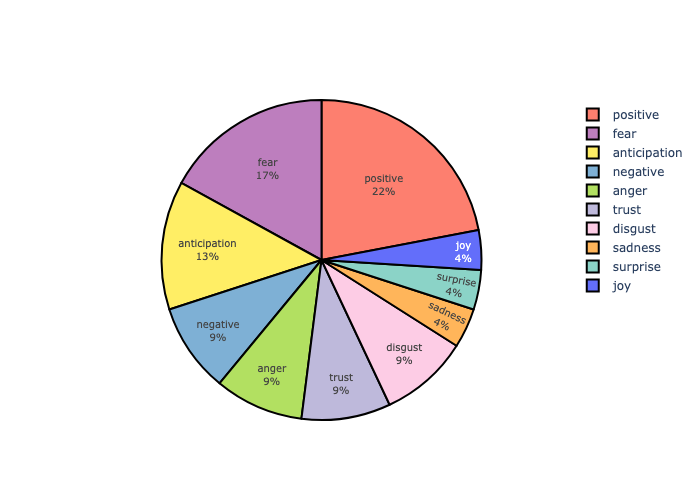 positive
22%
fear
17%
anticipation
13%
negative
9%
anger
9%
trust
9%
disgust
9%
sadness
4%
surprise
4%
joy
4%
positive
fear
anticipation
negative
anger
trust
disgust
sadness
surprise
joy